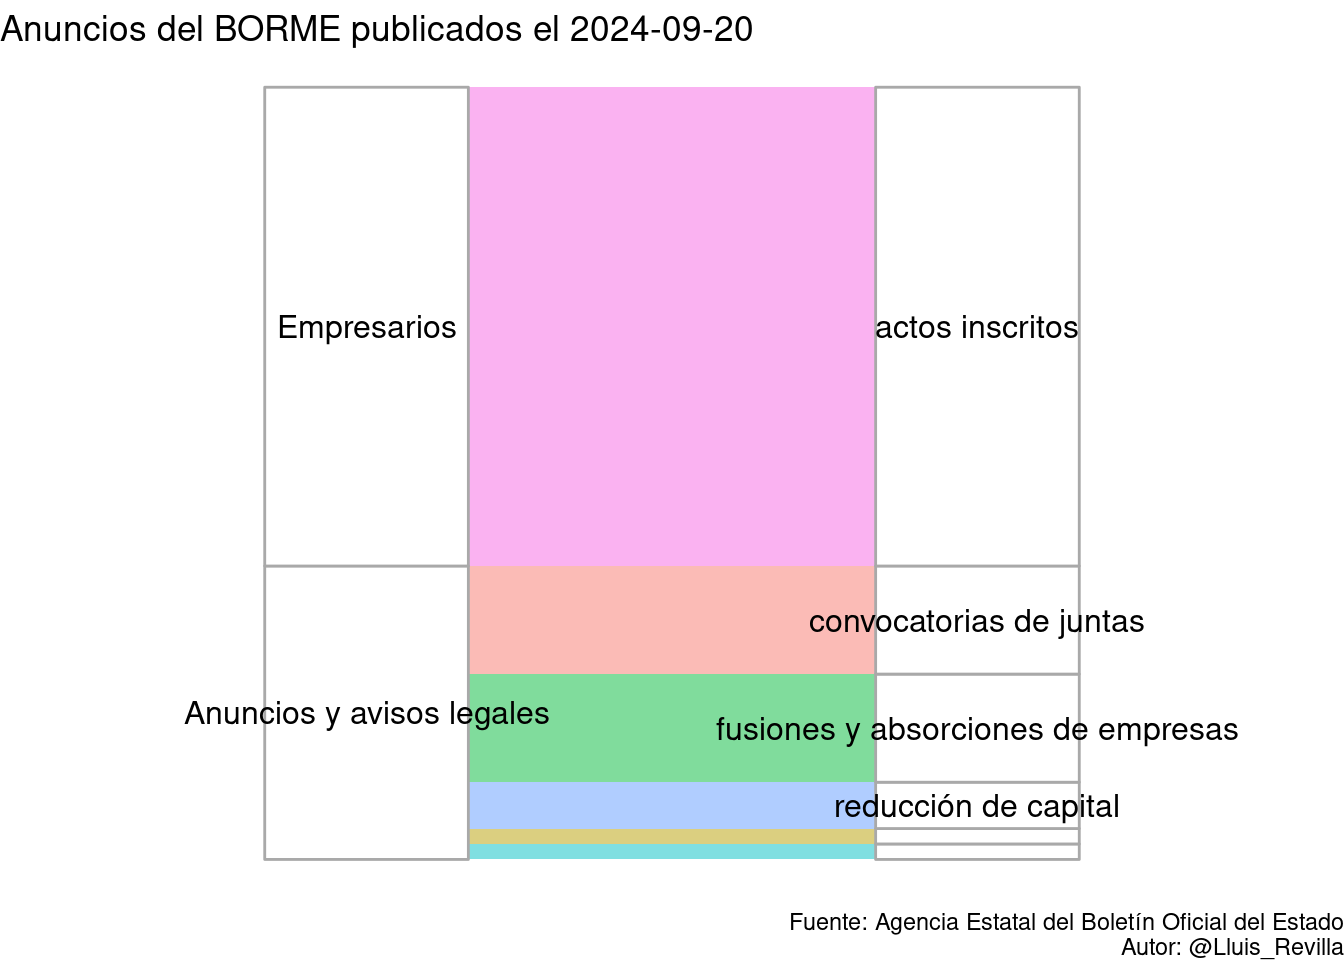 Anuncios del BORME publicados el 2024-09-20
Empresarios
actos inscritos
convocatorias de juntas
Anuncios y avisos legales
fusiones y absorciones de empresas
reducción de capital
Fuente: Agencia Estatal del Boletín Oficial del Estado
Autor: @Lluis_Revilla